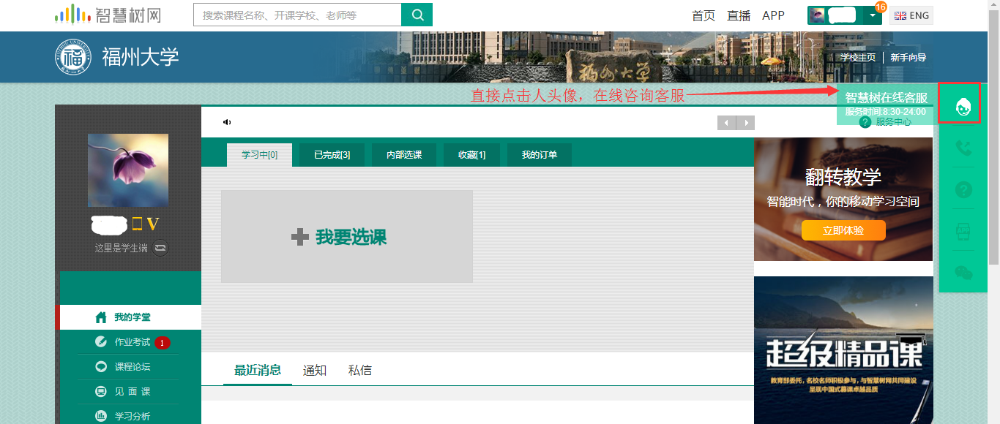 智慧树网
搜索课程名称、开课学校、老师等
首页 直播 APP
16
ENG
福州大学
福州大学
学校主页 | 新手向导
直接点击人头像，在线咨询客服
智慧树在线客服
服务时间:8:30-24:00
? 服务中心
学习中[0] 已完成[3] 内部选课 收藏[1] 我的订单
翻转教学
智能时代，你的移动学习空间
立即体验
我要选课
V
这里是学生端
我的学堂
作业考试 1
课程论坛
见 面 课
学习分析
最近消息 通知 私信
超级精品课
教育部委托，名校名师积极参与，与智慧树网共同建设
呈现中国式慕课卓越品质